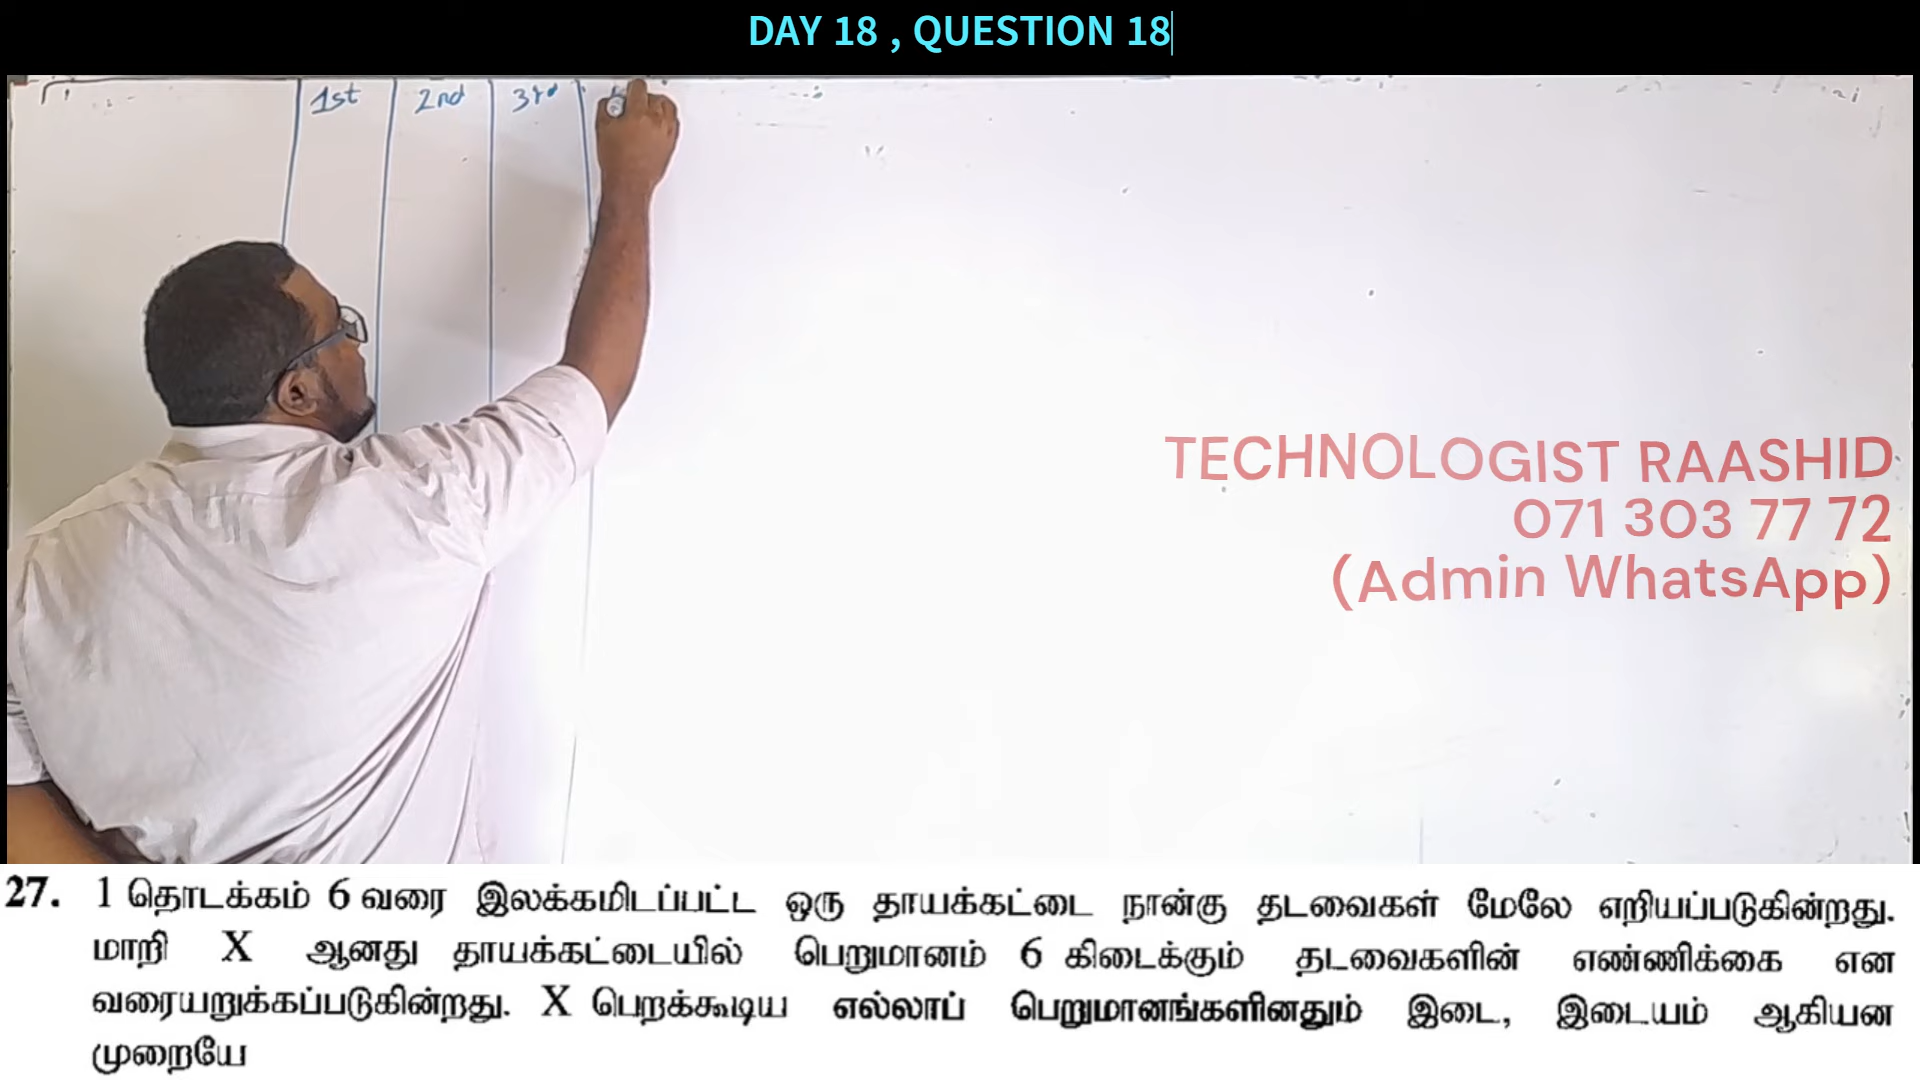 DAY 18 , QUESTION 18
1st 2nd 3rd
TECHNOLOGIST RAASHID
071 303 77 72
(Admin WhatsApp)
27. 1 தொடக்கம் 6 வரை இலக்கமிடப்பட்ட ஒரு தாயக்கட்டை நான்கு தடவைகள் மேலே எறியப்படுகின்றது.
மாறி X ஆனது தாயக்கட்டையில் பெறுமானம் 6 கிடைக்கும் தடவைகளின் எண்ணிக்கை என
வரையறுக்கப்படுகின்றது. X பெறக்கூடிய எல்லாப் பெறுமானங்களினதும் இடை, இடையம் ஆகியன
முறையே